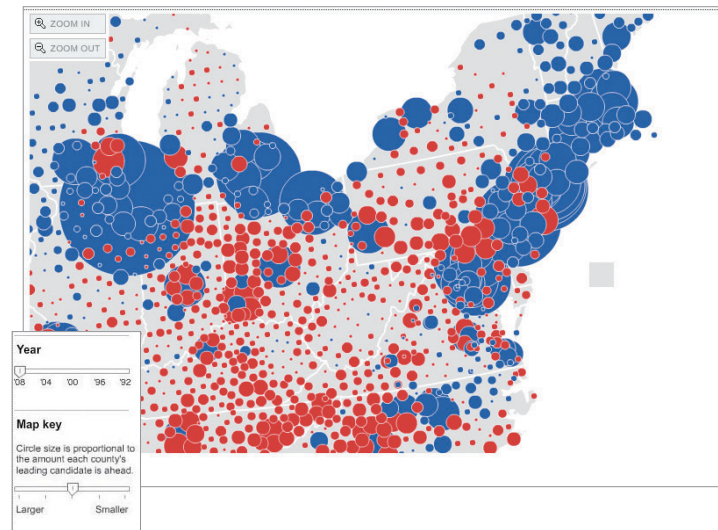 ZOOM IN
ZOOM OUT
Year
'08 '04 '00 '96 '92
Map key
Circle size is proportional to
the amount each county's
leading candidate is ahead.
Larger Smaller